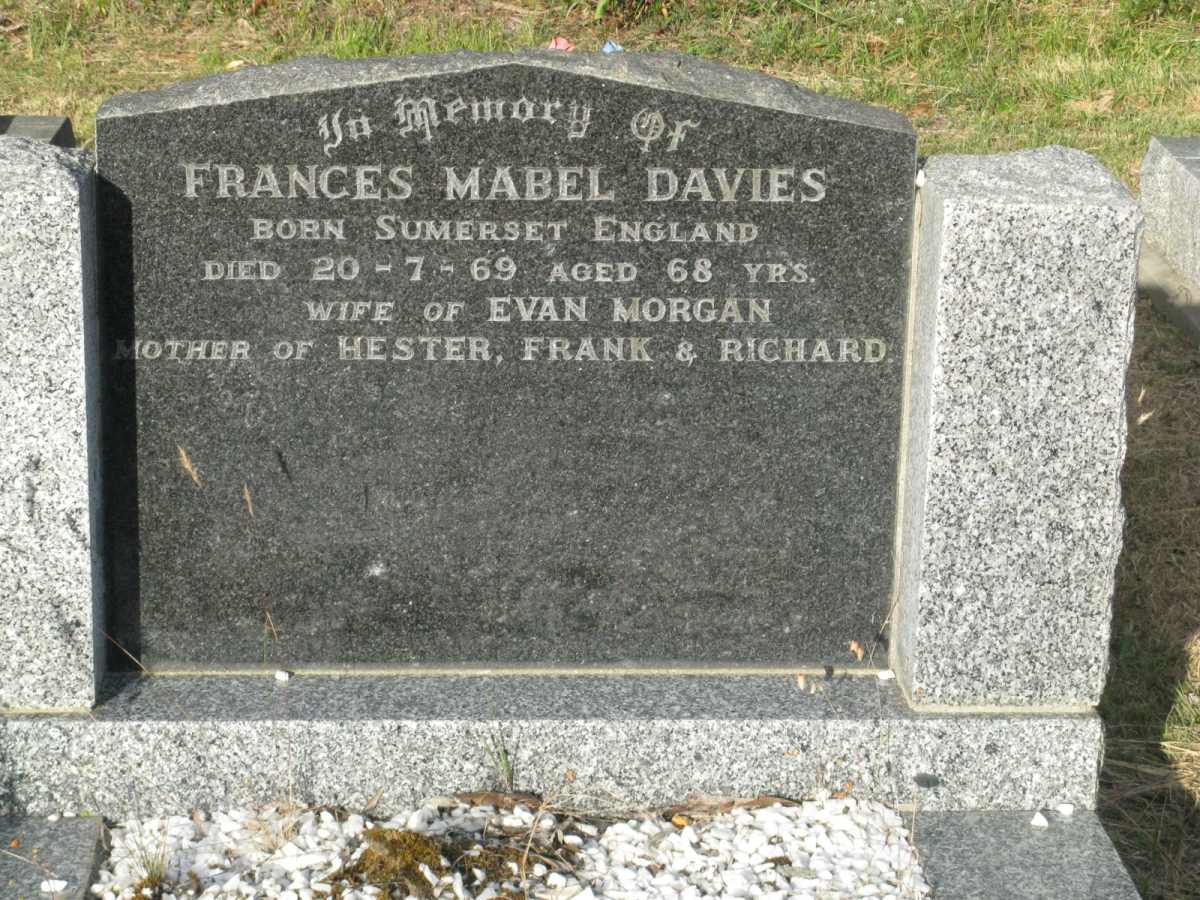 In Memory Of
FRANCES MABEL DAVIES
BORN SUMERSET ENGLAND
DIED 20-7-69 AGED 68 YRS.
WIFE OF EVAN MORGAN
MOTHER OF HESTER, FRANK & RICHARD.